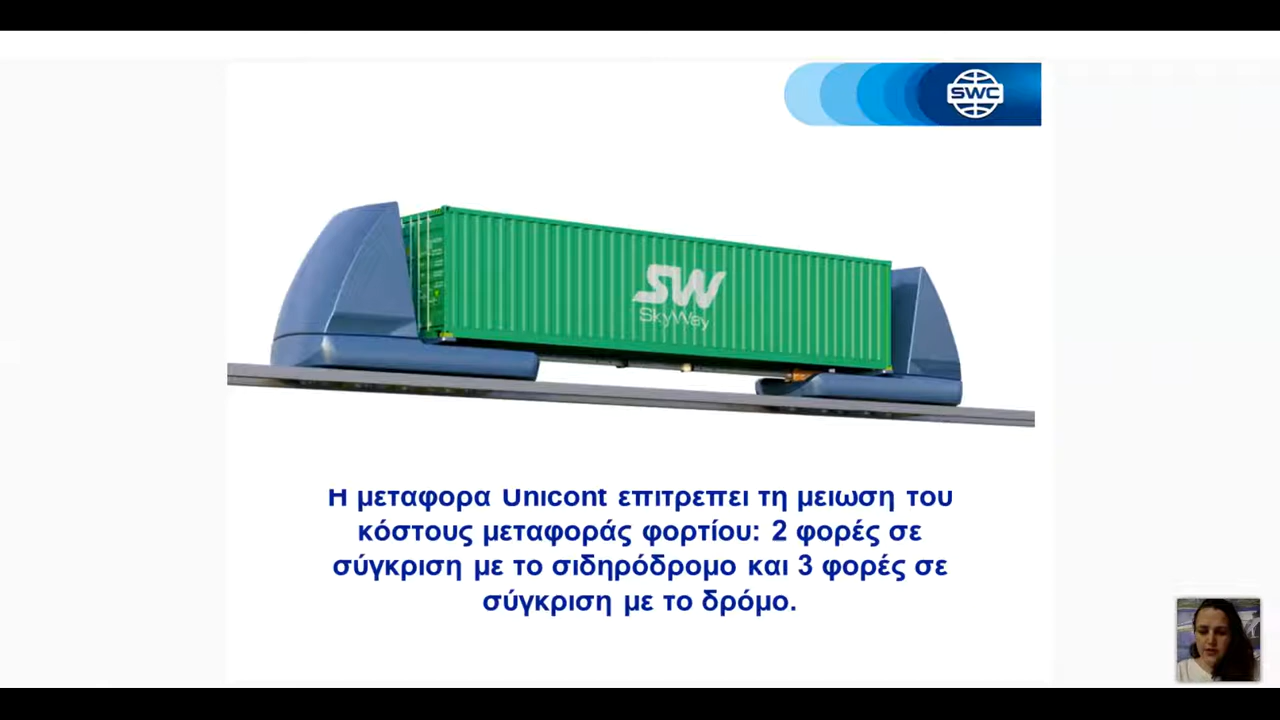 SWC
SW
SkyWay
Η μεταφορα Unicont επιτρεπει τη μειωση του
κόστους μεταφοράς φορτίου: 2 φορές σε
σύγκριση με το σιδηρόδρομο και 3 φορές σε
σύγκριση με το δρόμο.